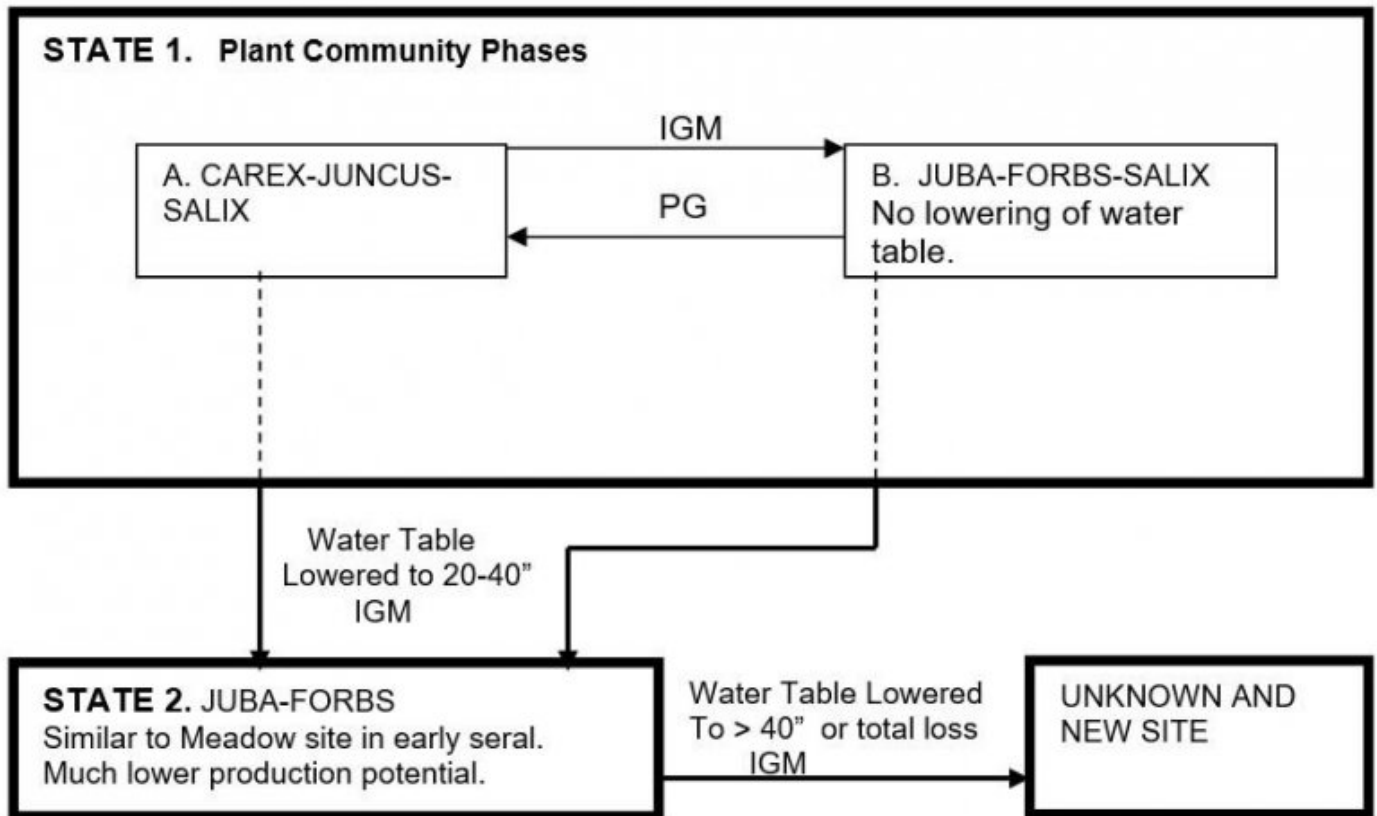 STATE 1. Plant Community Phases
IGM
A. CAREX-JUNCUS-
SALIX
PG
B. JUBA-FORBS-SALIX
No lowering of water
table.
Water Table
Lowered to 20-40”
IGM
STATE 2. JUBA-FORBS
Similar to Meadow site in early seral.
Much lower production potential.
Water Table Lowered
To > 40” or total loss
IGM
UNKNOWN AND
NEW SITE